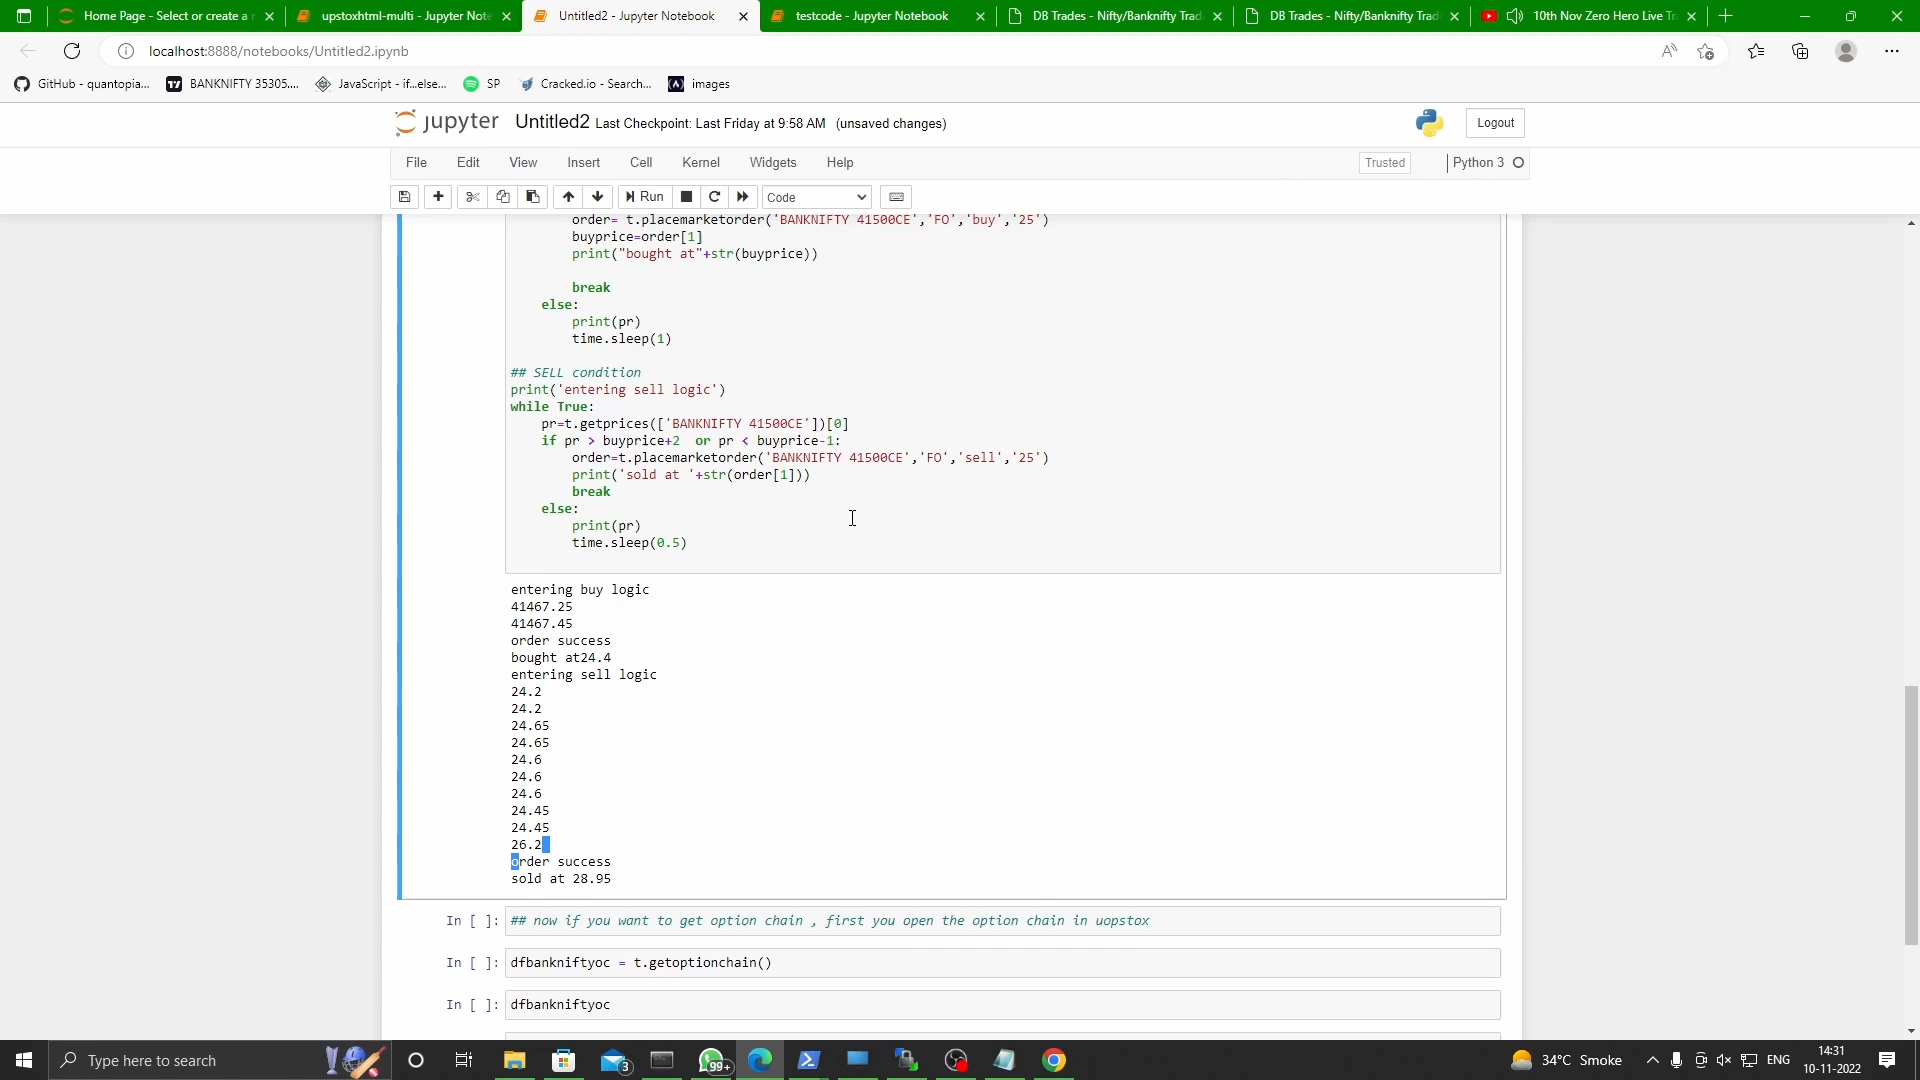 Home Page - Select or create a n
upstoxhtml-multi - Jupyter Note
Untitled2 - Jupyter Notebook
testcode - Jupyter Notebook
DB Trades - Nifty/Banknifty Trad
DB Trades - Nifty/Banknifty Trad
10th Nov Zero Hero Live Tr
localhost:8888/notebooks/Untitled2.ipynb
GitHub - quantopia...
BANKNIFTY 35305....
JavaScript - if...else...
SP
Cracked.io - Search...
images
jupyter Untitled2 Last Checkpoint: Last Friday at 9:58 AM (unsaved changes)
Logout
File Edit View Insert Cell Kernel Widgets Help
Trusted
Python 3
Run
Code
order= t.placemarketorder('BANKNIFTY 41500CE','FO','buy','25')
buyprice=order[1]
print("bought at"+str(buyprice))
break
else:
print(pr)
time.sleep(1)
## SELL condition
print('entering sell logic')
while True:
pr=t.getprices(['BANKNIFTY 41500CE'])[0]
if pr > buyprice+2  or pr < buyprice-1:
order=t.placemarketorder('BANKNIFTY 41500CE','FO','sell','25')
print('sold at '+str(order[1]))
break
else:
print(pr)
time.sleep(0.5)
entering buy logic
41467.25
41467.45
order success
bought at24.4
entering sell logic
24.2
24.2
24.65
24.65
24.6
24.6
24.6
24.45
24.45
26.2
order success
sold at 28.95
In [ ]: ## now if you want to get option chain , first you open the option chain in uopstox
In [ ]: dfbankniftyoc = t.getoptionchain()
In [ ]: dfbankniftyoc
Type here to search
3
99+
34°C Smoke
ENG
14:31
10-11-2022